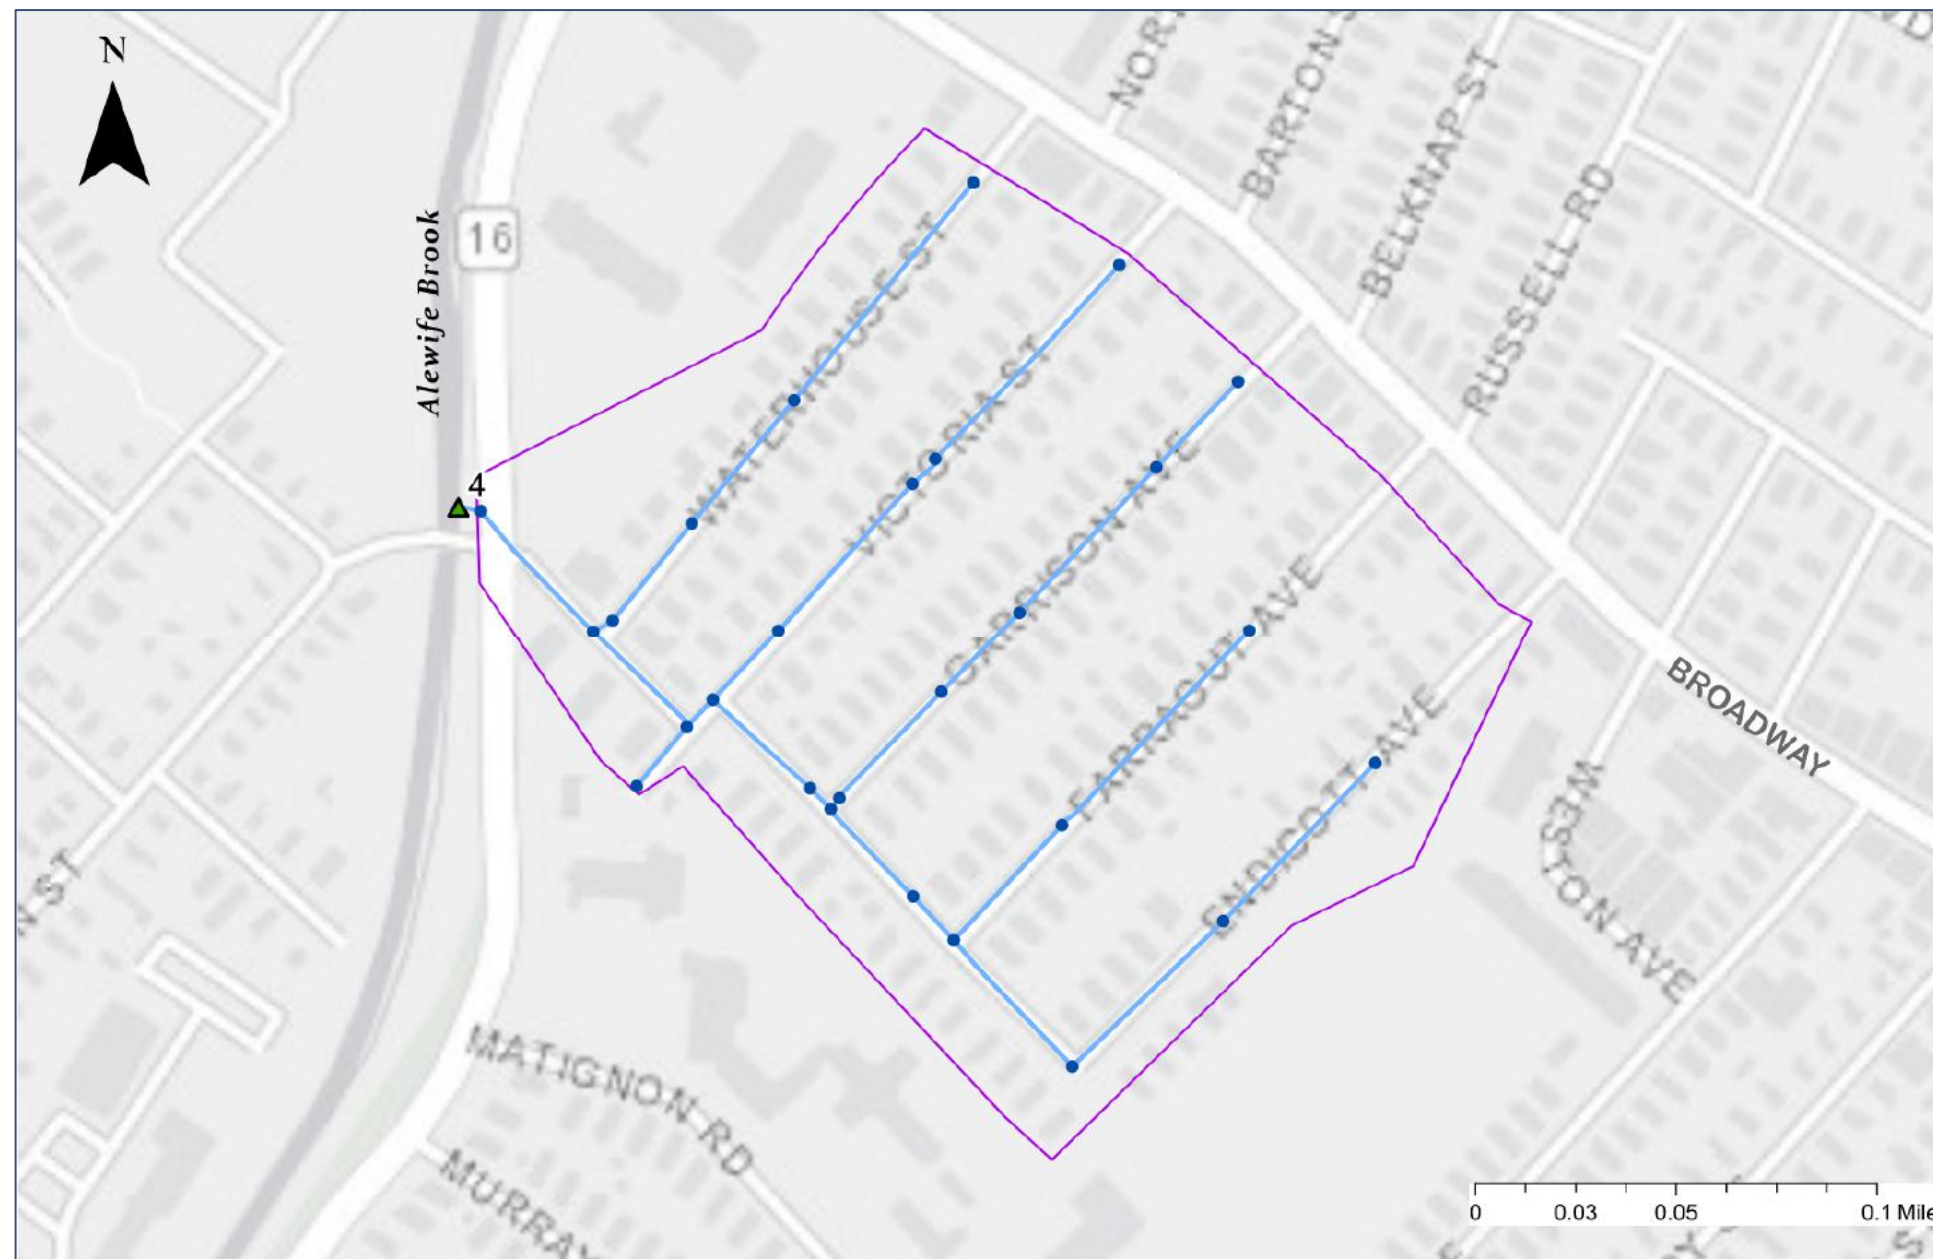 N
BARTON S
BELKNAP ST
RUSSELL RD
16
Alewife Brook
WATERHOUSE ST
VICTORIA ST
GARRISON AVE
4
FARRAGUT AVE
ENDICOTT AVE
BROADWAY
WESTON AVE
N ST
MATIGNON RD
MURRAY
0 0.03 0.05 0.1 Mile